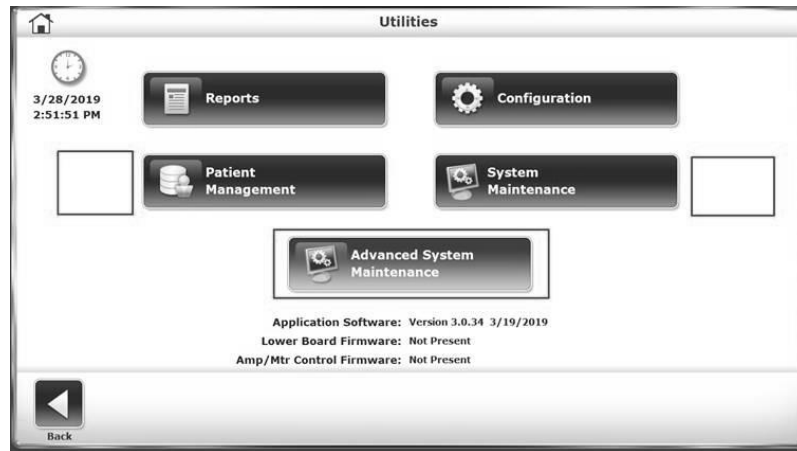 Utilities
3/28/2019
2:51:51 PM
Reports
Configuration
Patient
Management
System
Maintenance
Advanced System
Maintenance
Application Software: Version 3.0.34 3/19/2019
Lower Board Firmware: Not Present
Amp/Mtr Control Firmware: Not Present
Back